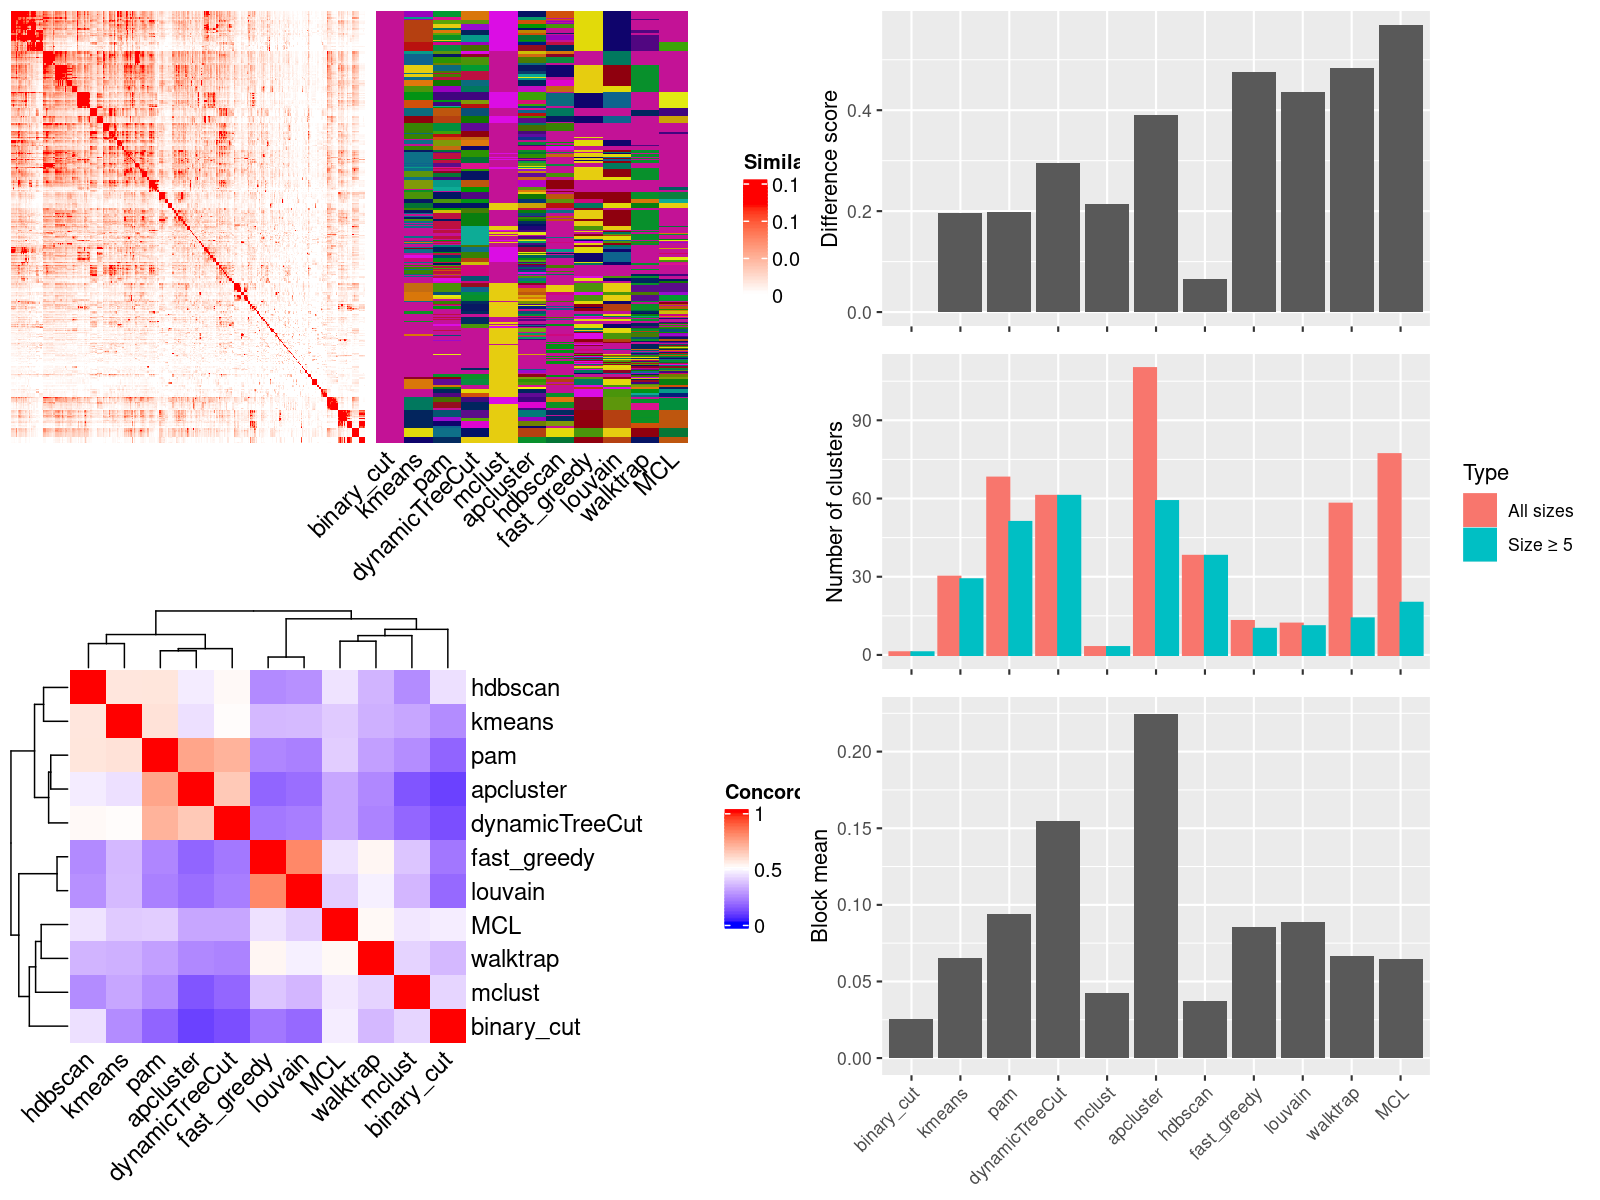 Simila
0.1
0.1
0.0
0
binary_cut
kmeans
pam
dynamicTreeCut
mclust
apcluster
hdbscan
fast_greedy
louvain
walktrap
MCL
hdbscan
kmeans
pam
apcluster
dynamicTreeCut
fast_greedy
louvain
MCL
walktrap
mclust
binary_cut
hdbscan
kmeans
pam
apcluster
dynamicTreeCut
fast_greedy
louvain
MCL
walktrap
mclust
binary_cut
Concord
1
0.5
0
Difference score
0.4
0.2
0.0
Number of clusters
90
60
30
0
Type
All sizes
Size ≥ 5
Block mean
0.20
0.15
0.10
0.05
0.00
binary_cut
kmeans
pam
dynamicTreeCut
mclust
apcluster
hdbscan
fast_greedy
louvain
walktrap
MCL